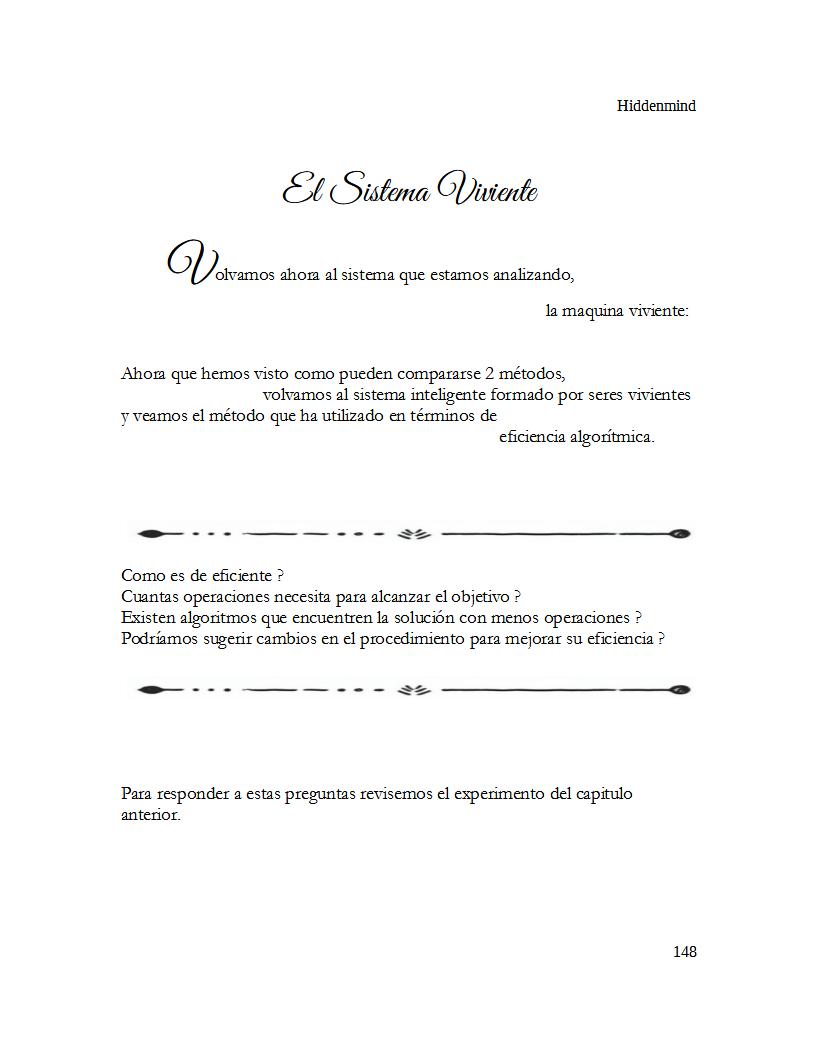 Hiddenmind
El Sistema Viviente
Volvamos ahora al sistema que estamos analizando,
la maquina viviente:
Ahora que hemos visto como pueden compararse 2 métodos,
volvamos al sistema inteligente formado por seres vivientes
y veamos el método que ha utilizado en términos de
eficiencia algorítmica.
Como es de eficiente ?
Cuantas operaciones necesita para alcanzar el objetivo ?
Existen algoritmos que encuentren la solución con menos operaciones ?
Podríamos sugerir cambios en el procedimiento para mejorar su eficiencia ?
Para responder a estas preguntas revisemos el experimento del capitulo
anterior.
148